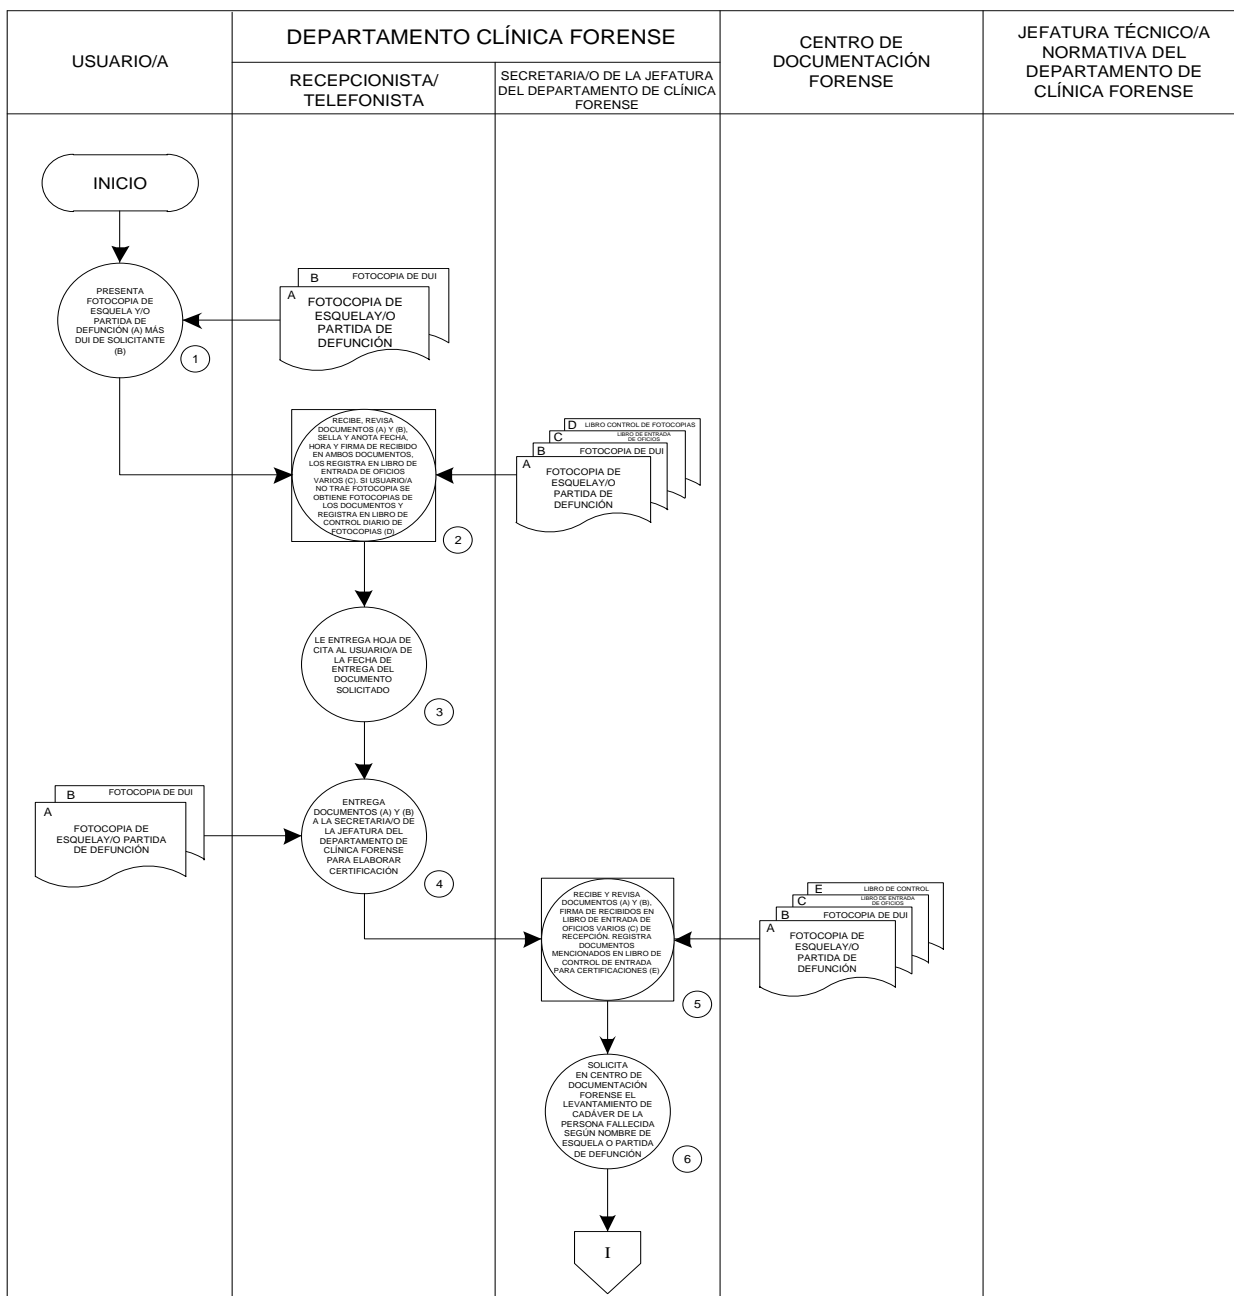 USUARIO/A
DEPARTAMENTO CLÍNICA FORENSE
RECEPCIONISTA/
TELEFONISTA
SECRETARIA/O DE LA JEFATURA
DEL DEPARTAMENTO DE CLÍNICA
FORENSE
CENTRO DE
DOCUMENTACIÓN
FORENSE
JEFATURA TÉCNICO/A
NORMATIVA DEL
DEPARTAMENTO DE
CLÍNICA FORENSE
INICIO
PRESENTA
FOTOCOPIA DE
ESQUELA Y/O
PARTIDA DE
DEFUNCIÓN (A) MÁS
DUI DE SOLICITANTE
(B)
1
B FOTOCOPIA DE DUI
A
FOTOCOPIA DE
ESQUELAY/O
PARTIDA DE
DEFUNCIÓN
RECIBE, REVISA
DOCUMENTOS (A) Y (B),
SELLA Y ANOTA FECHA,
HORA Y FIRMA DE RECIBIDO
EN AMBOS DOCUMENTOS,
LOS REGISTRA EN LIBRO DE
ENTRADA DE OFICIOS
VARIOS (C). SI USUARIO/A
NO TRAE FOTOCOPIA SE
OBTIENE FOTOCOPIAS DE
LOS DOCUMENTOS Y
REGISTRA EN LIBRO DE
CONTROL DIARIO DE
FOTOCOPIAS (D)
2
D LIBRO CONTROL DE FOTOCOPIAS
C LIBRO DE ENTRADA
DE OFICIOS
B FOTOCOPIA DE DUI
A
FOTOCOPIA DE
ESQUELAY/O
PARTIDA DE
DEFUNCIÓN
LE ENTREGA HOJA DE
CITA AL USUARIO/A DE
LA FECHA DE
ENTREGA DEL
DOCUMENTO
SOLICITADO
3
B FOTOCOPIA DE DUI
A
FOTOCOPIA DE
ESQUELAY/O PARTIDA
DE DEFUNCIÓN
ENTREGA
DOCUMENTOS (A) Y (B)
A LA SECRETARIA/O DE
LA JEFATURA DEL
DEPARTAMENTO DE
CLÍNICA FORENSE
PARA ELABORAR
CERTIFICACIÓN
4
RECIBE Y REVISA
DOCUMENTOS (A) Y (B),
FIRMA DE RECIBIDOS EN
LIBRO DE ENTRADA DE
OFICIOS VARIOS (C) DE
RECEPCIÓN. REGISTRA
DOCUMENTOS
MENCIONADOS EN LIBRO DE
CONTROL DE ENTRADA
PARA CERTIFICACIONES (E)
5
E LIBRO DE CONTROL
C LIBRO DE ENTRADA
DE OFICIOS
B FOTOCOPIA DE DUI
A
FOTOCOPIA DE
ESQUELAY/O
PARTIDA DE
DEFUNCIÓN
SOLICITA
EN CENTRO DE
DOCUMENTACIÓN
FORENSE EL
LEVANTAMIENTO DE
CADÁVER DE LA
PERSONA FALLECIDA
SEGÚN NOMBRE DE
ESQUELA O PARTIDA
DE DEFUNCIÓN
6
I